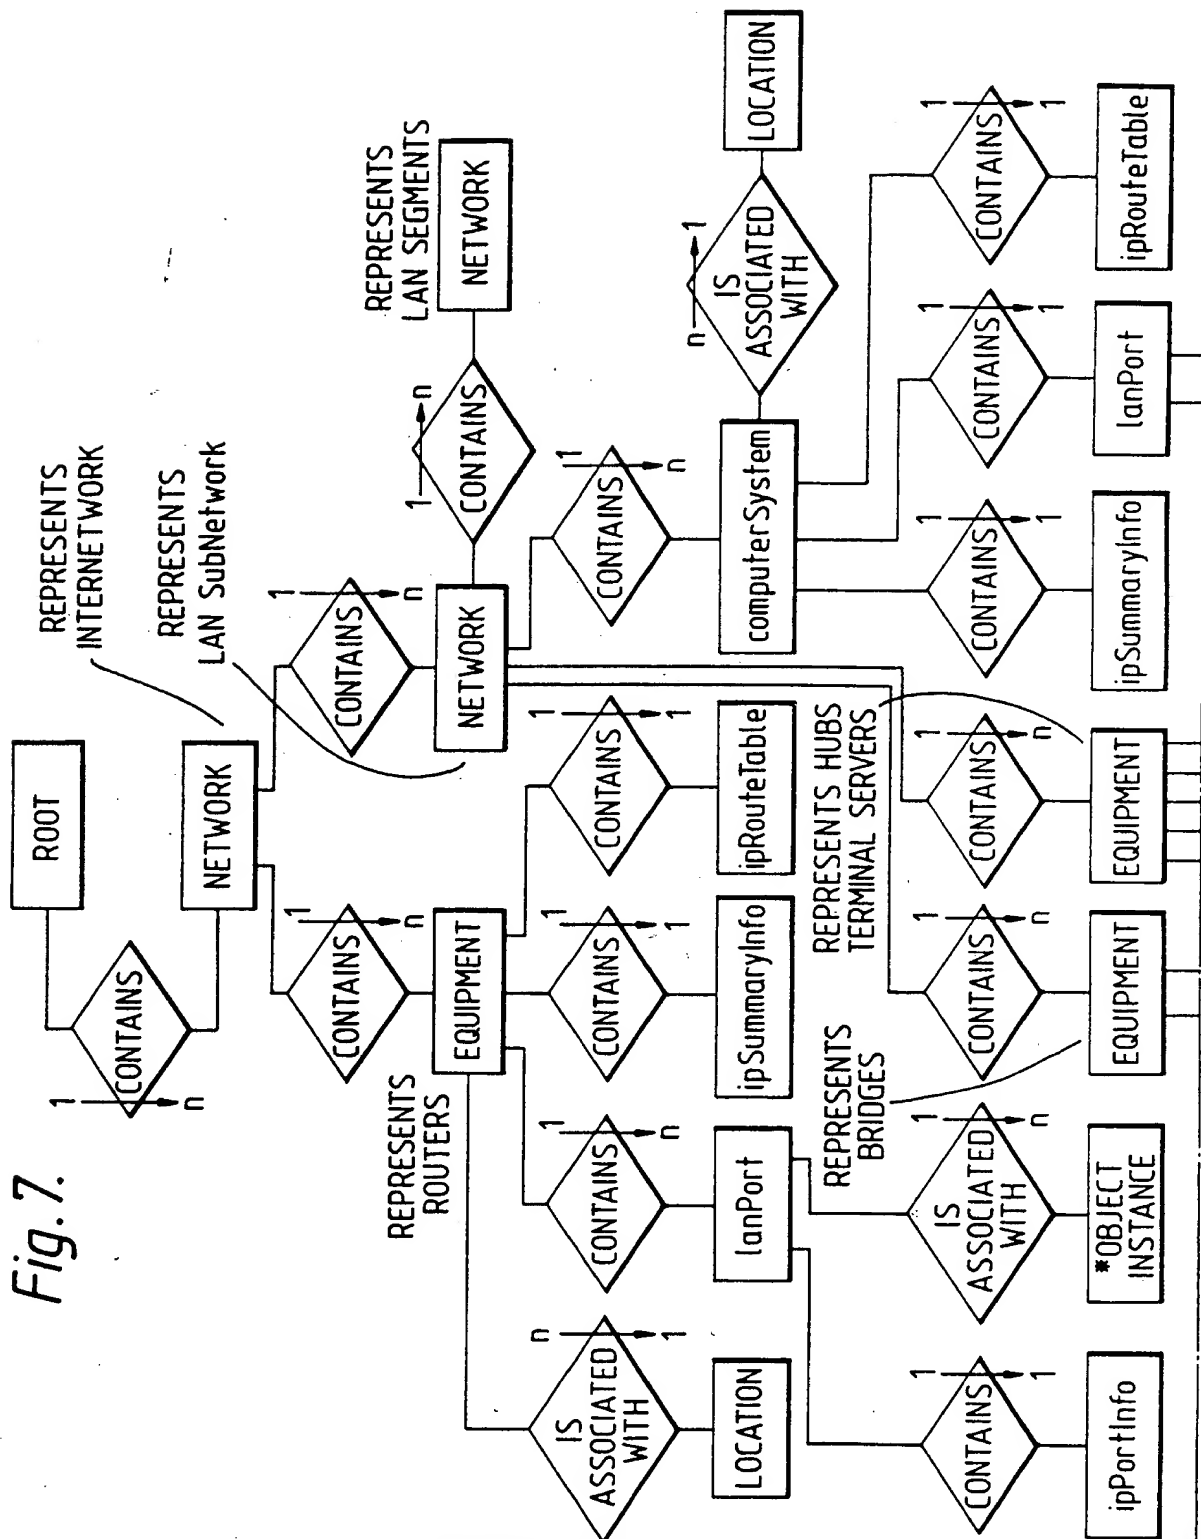 Fig. 7.
ROOT
1
CONTAINS
n
NETWORK
REPRESENTS
INTERNETWORK
REPRESENTS
LAN SubNetwork
1
CONTAINS
n
1
CONTAINS
n
REPRESENTS
ROUTERS
EQUIPMENT
NETWORK
1
CONTAINS
n
REPRESENTS
LAN SEGMENTS
NETWORK
n
IS
ASSOCIATED
WITH
1
LOCATION
1
CONTAINS
n
lanPort
1
CONTAINS
1
ipSummaryInfo
1
CONTAINS
1
ipRouteTable
1
CONTAINS
n
computerSystem
n
IS
ASSOCIATED
WITH
1
LOCATION
1
CONTAINS
1
ipPortInfo
1
IS
ASSOCIATED
WITH
n
*OBJECT
INSTANCE
REPRESENTS
BRIDGES
1
CONTAINS
n
EQUIPMENT
REPRESENTS HUBS
TERMINAL SERVERS
1
CONTAINS
n
EQUIPMENT
1
CONTAINS
1
ipSummaryInfo
1
CONTAINS
1
lanPort
1
CONTAINS
1
ipRouteTable